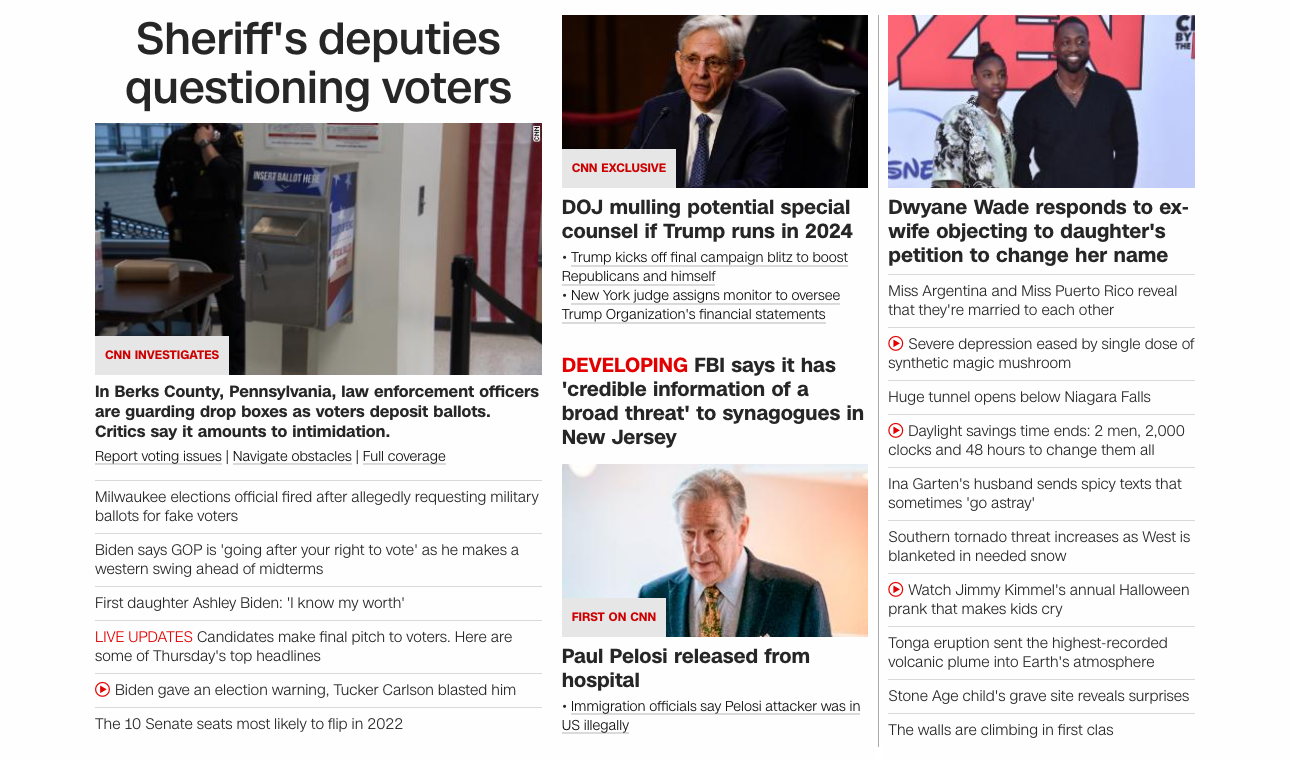 Sheriff's deputies
questioning voters
CNN
INSERT BALLOT HERE
CNN INVESTIGATES
In Berks County, Pennsylvania, law enforcement officers
are guarding drop boxes as voters deposit ballots.
Critics say it amounts to intimidation.
Report voting issues | Navigate obstacles | Full coverage
Milwaukee elections official fired after allegedly requesting military
ballots for fake voters
Biden says GOP is 'going after your right to vote' as he makes a
western swing ahead of midterms
First daughter Ashley Biden: 'I know my worth'
LIVE UPDATES Candidates make final pitch to voters. Here are
some of Thursday's top headlines
Biden gave an election warning, Tucker Carlson blasted him
The 10 Senate seats most likely to flip in 2022
CNN EXCLUSIVE
DOJ mulling potential special
counsel if Trump runs in 2024
• Trump kicks off final campaign blitz to boost
Republicans and himself
• New York judge assigns monitor to oversee
Trump Organization's financial statements
DEVELOPING FBI says it has
'credible information of a
broad threat' to synagogues in
New Jersey
FIRST ON CNN
Paul Pelosi released from
hospital
• Immigration officials say Pelosi attacker was in
US illegally
ZEN
BY
THE
Dwyane Wade responds to ex-
wife objecting to daughter's
petition to change her name
Miss Argentina and Miss Puerto Rico reveal
that they're married to each other
Severe depression eased by single dose of
synthetic magic mushroom
Huge tunnel opens below Niagara Falls
Daylight savings time ends: 2 men, 2,000
clocks and 48 hours to change them all
Ina Garten's husband sends spicy texts that
sometimes 'go astray'
Southern tornado threat increases as West is
blanketed in needed snow
Watch Jimmy Kimmel's annual Halloween
prank that makes kids cry
Tonga eruption sent the highest-recorded
volcanic plume into Earth's atmosphere
Stone Age child's grave site reveals surprises
The walls are climbing in first clas